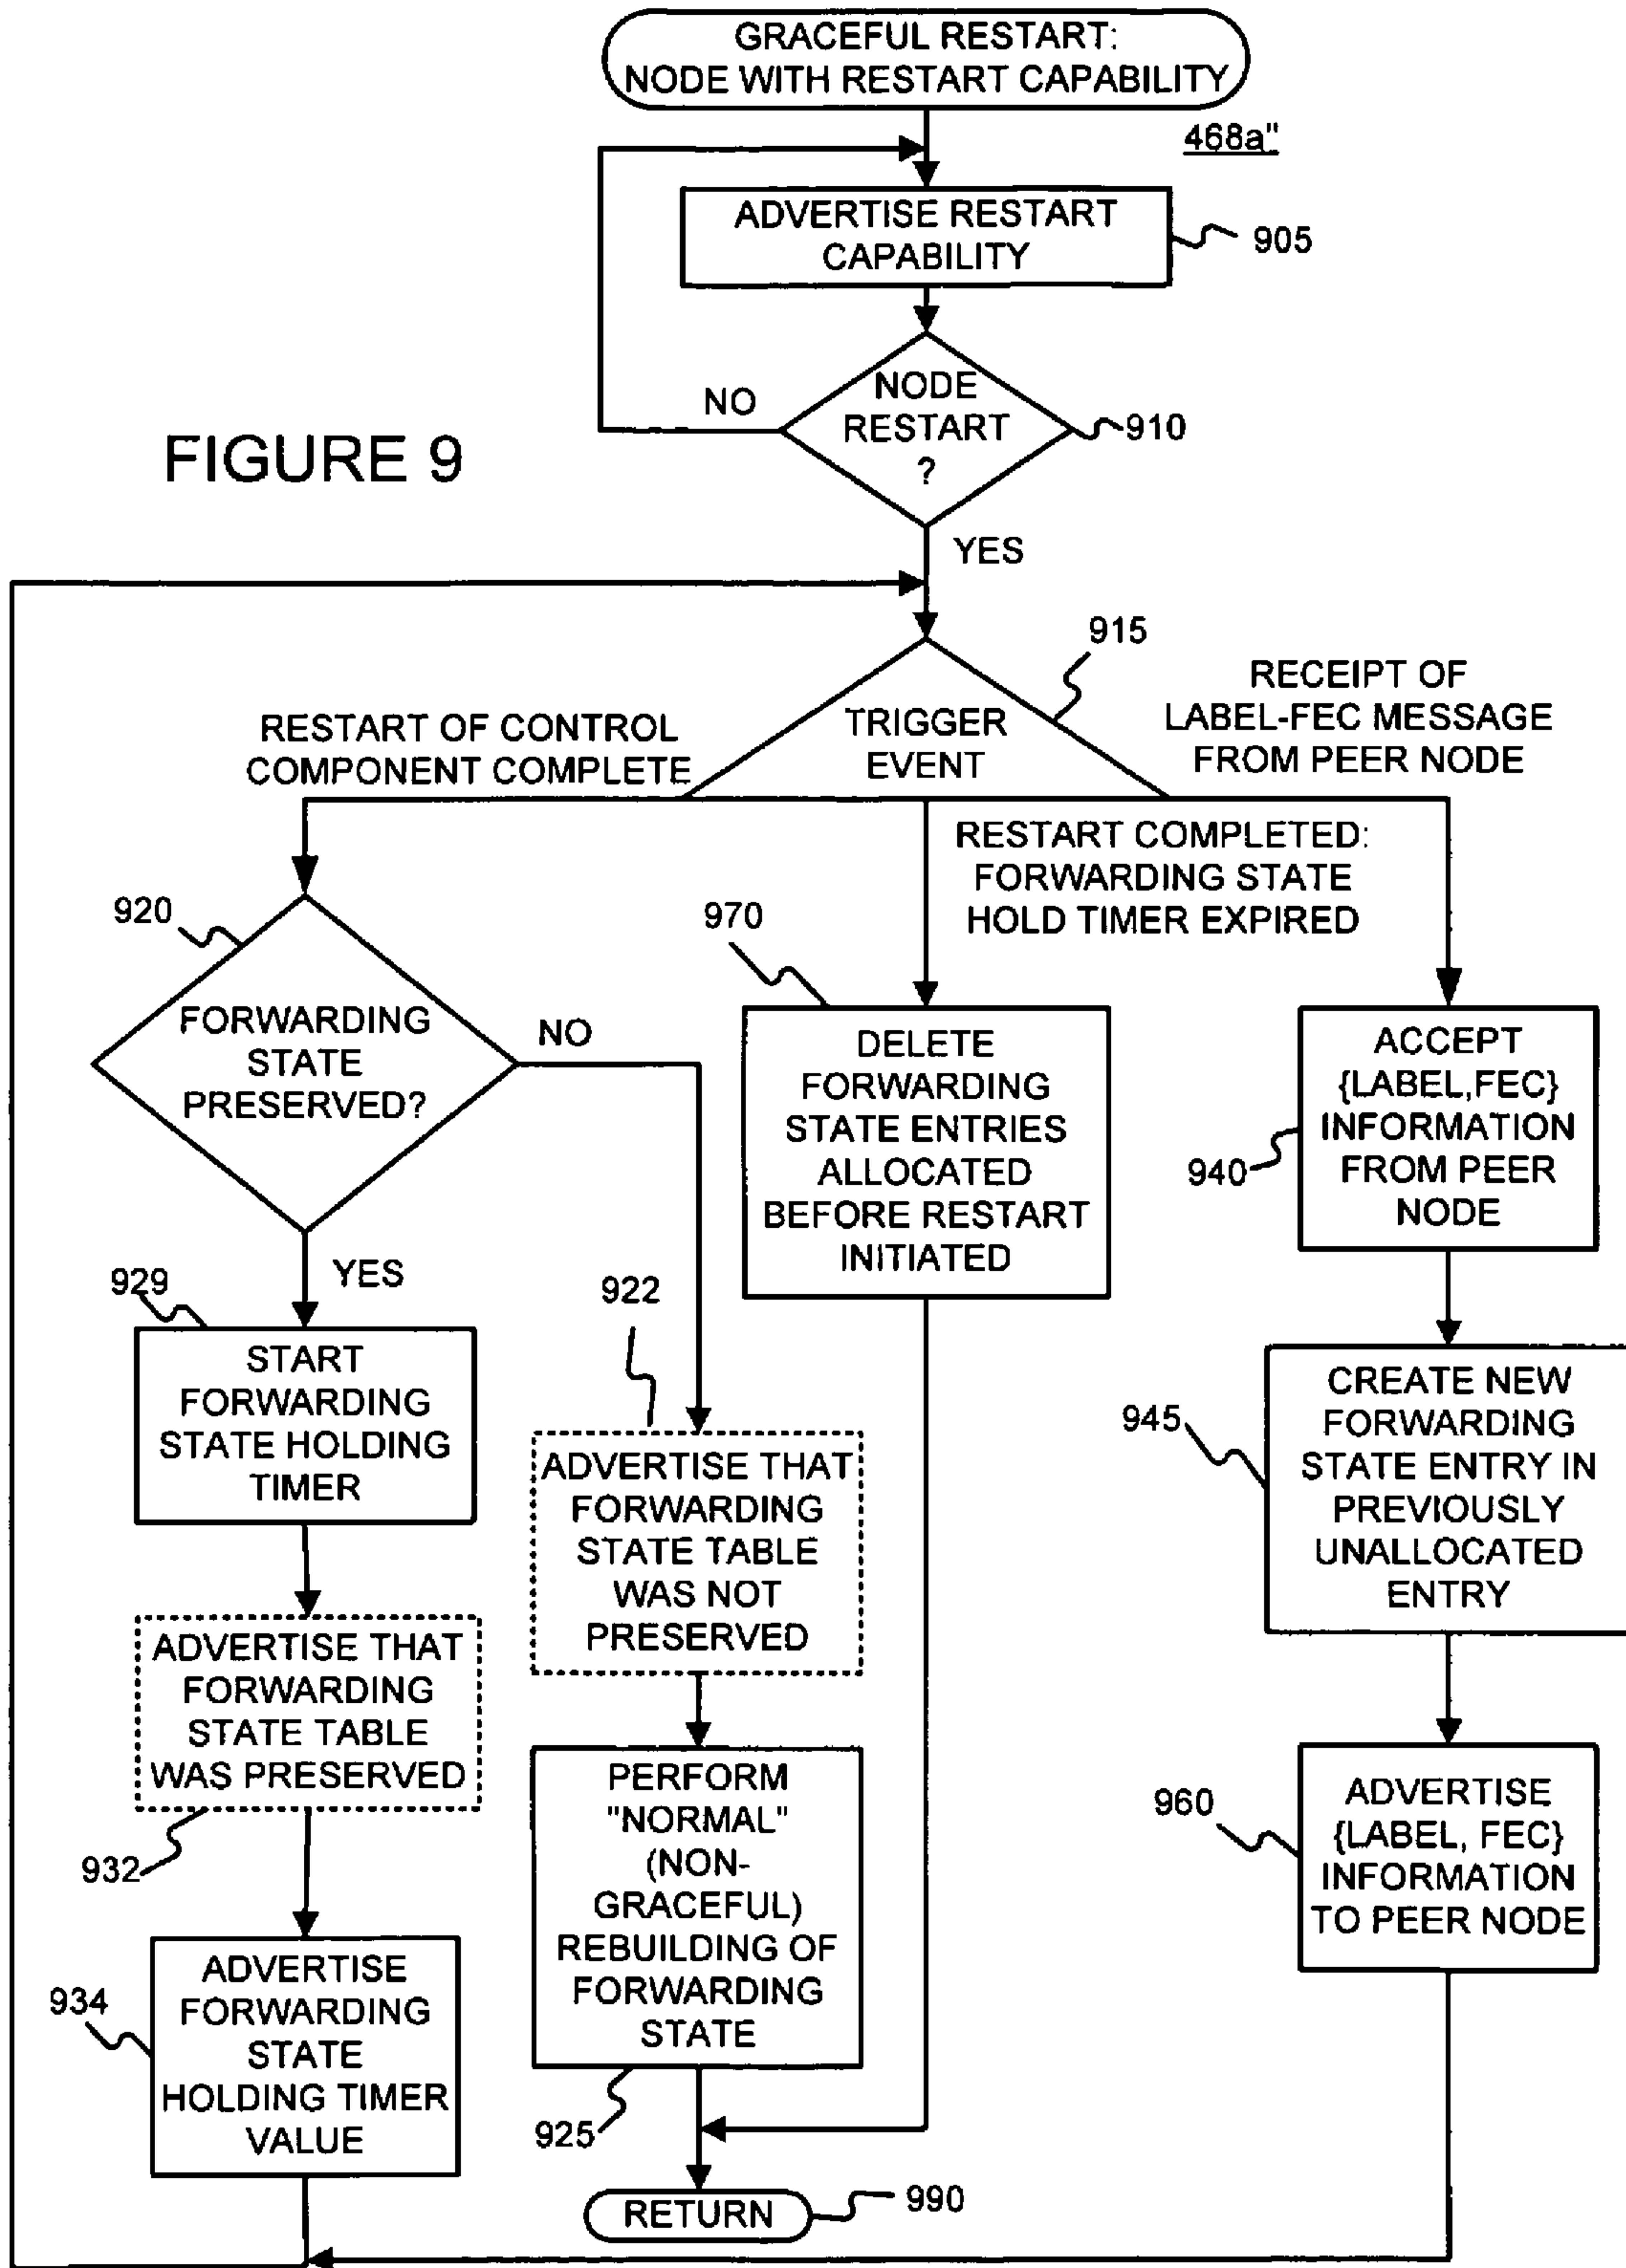 GRACEFUL RESTART:
NODE WITH RESTART CAPABILITY
468a"
ADVERTISE RESTART
CAPABILITY
905
NODE
RESTART
?
NO
910
FIGURE 9
YES
915
TRIGGER
EVENT
RESTART OF CONTROL
COMPONENT COMPLETE
RECEIPT OF
LABEL-FEC MESSAGE
FROM PEER NODE
RESTART COMPLETED:
FORWARDING STATE
HOLD TIMER EXPIRED
920
FORWARDING
STATE
PRESERVED?
NO
YES
970
DELETE
FORWARDING
STATE ENTRIES
ALLOCATED
BEFORE RESTART
INITIATED
940
ACCEPT
{LABEL,FEC}
INFORMATION
FROM PEER
NODE
929
START
FORWARDING
STATE HOLDING
TIMER
922
ADVERTISE THAT
FORWARDING
STATE TABLE
WAS NOT
PRESERVED
945
CREATE NEW
FORWARDING
STATE ENTRY IN
PREVIOUSLY
UNALLOCATED
ENTRY
ADVERTISE THAT
FORWARDING
STATE TABLE
WAS PRESERVED
932
PERFORM
"NORMAL"
(NON-
GRACEFUL)
REBUILDING OF
FORWARDING
STATE
925
960
ADVERTISE
{LABEL, FEC}
INFORMATION
TO PEER NODE
934
ADVERTISE
FORWARDING
STATE
HOLDING TIMER
VALUE
RETURN
990